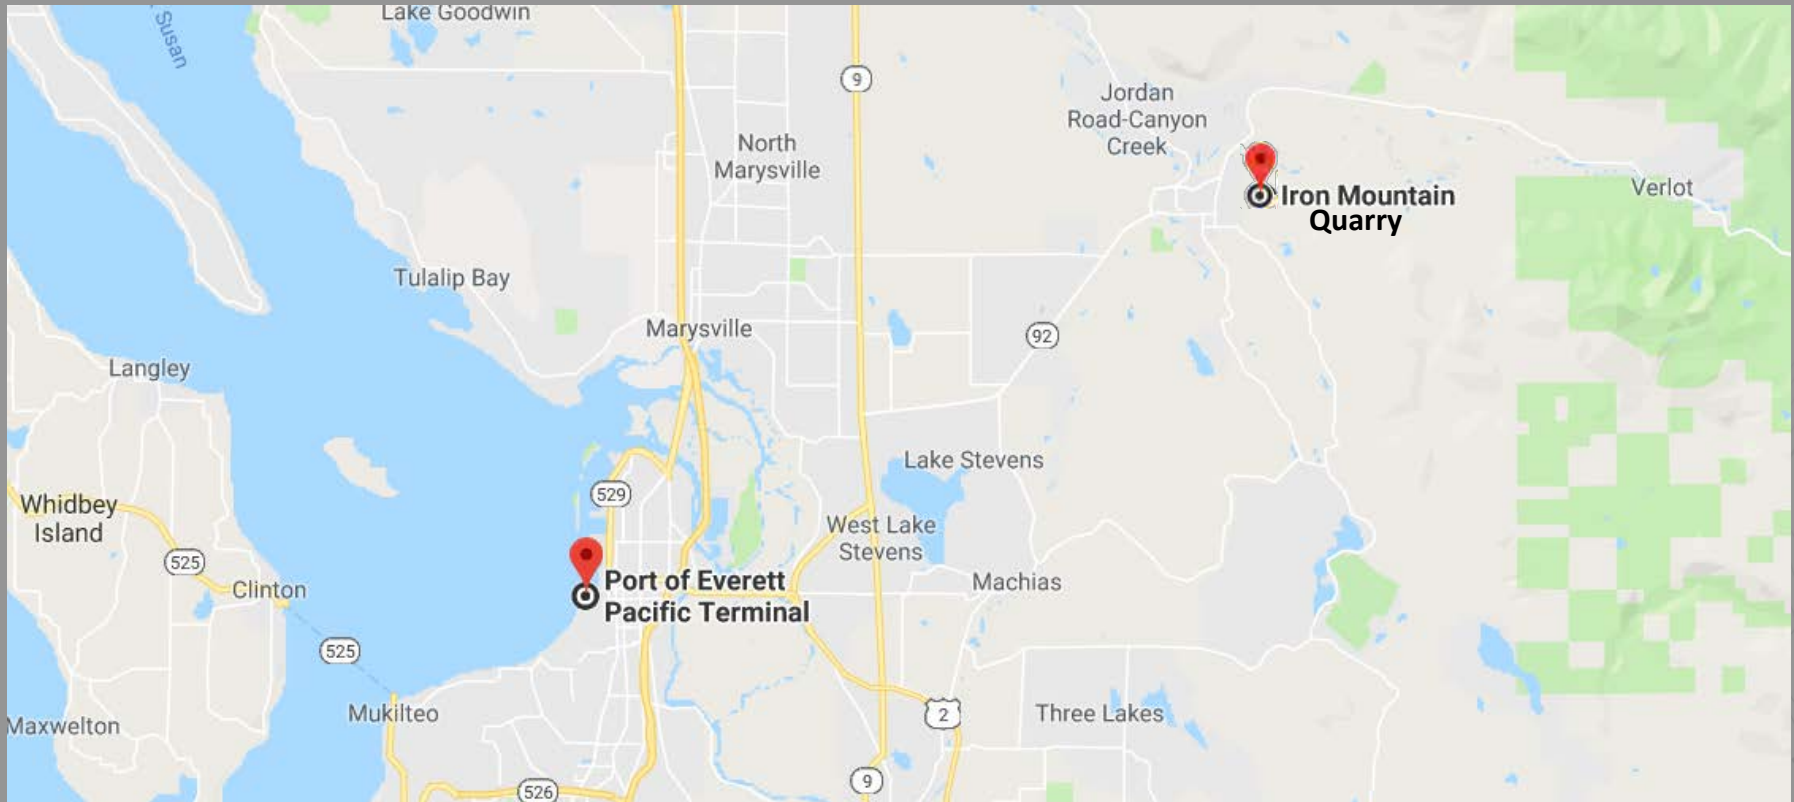 Susan
Lake Goodwin
9
Jordan
Road-Canyon
Creek
North
Marysville
Iron Mountain
Quarry
Verlot
Tulalip Bay
Marysville
92
Langley
Lake Stevens
529
Whidbey
Island
West Lake
Stevens
525
Port of Everett
Pacific Terminal
Clinton
Machias
525
Mukilteo
2
Three Lakes
Maxwelton
9
526